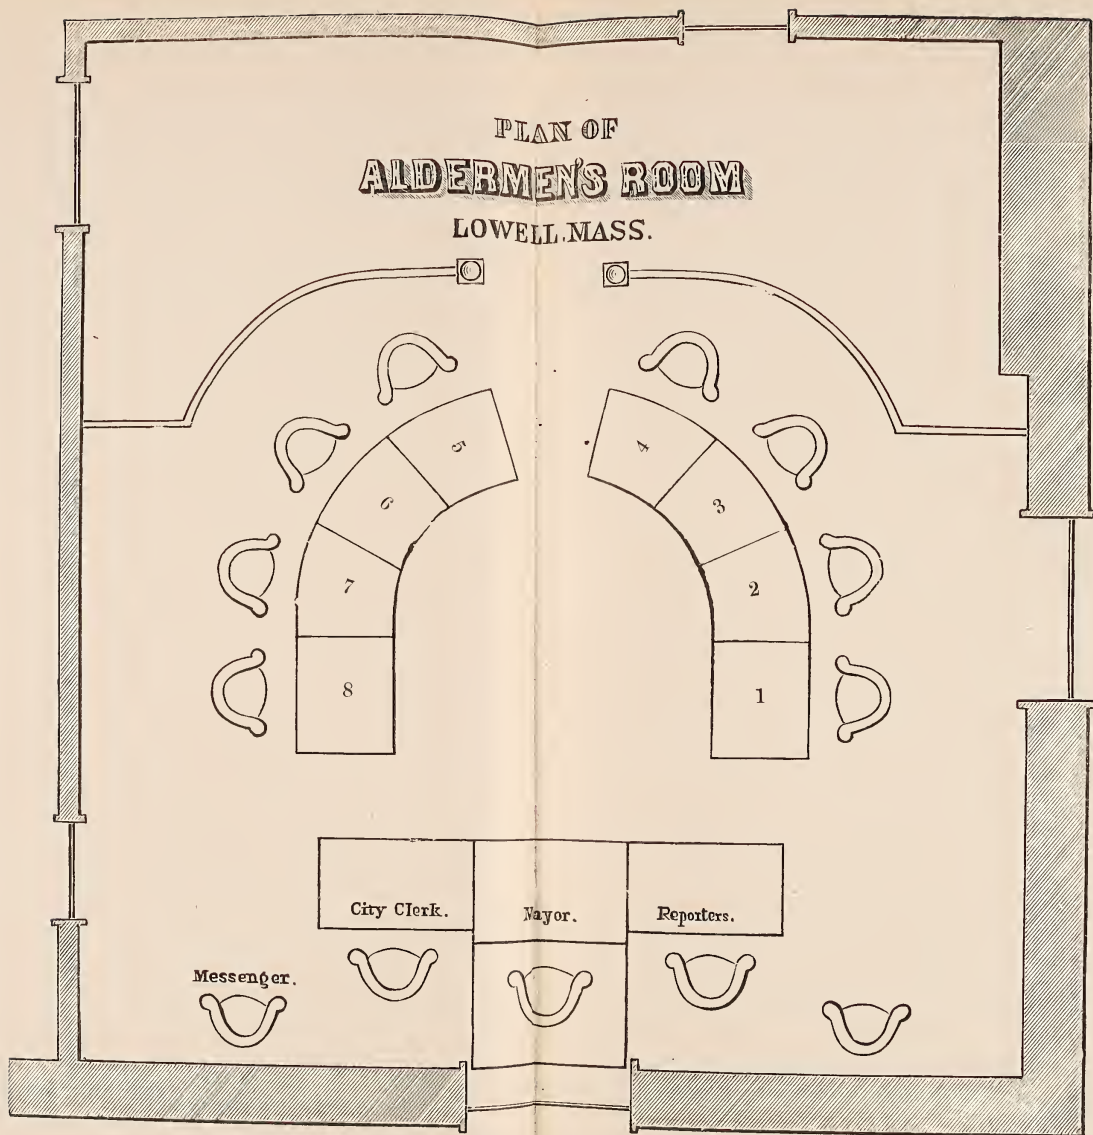 PLAN OF
ALDERMEN'S ROOM
LOWELL. MASS.
5
4
6
3
7
2
8
1
City Clerk.
Mayor.
Reporters.
Messenger.